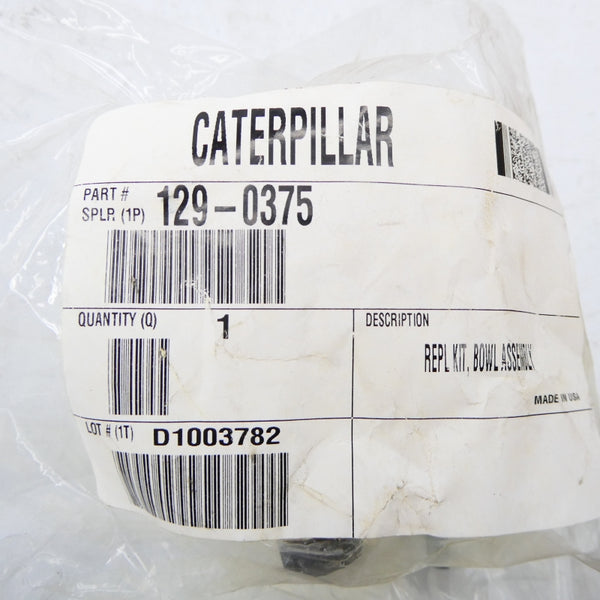 CATERPILLAR
PART #
SPLR. (1P) 129-0375
QUANTITY (Q) 1
DESCRIPTION
REPL KIT, BOWL ASSEMBLY
MADE IN USA
LOT # (1T) D1003782